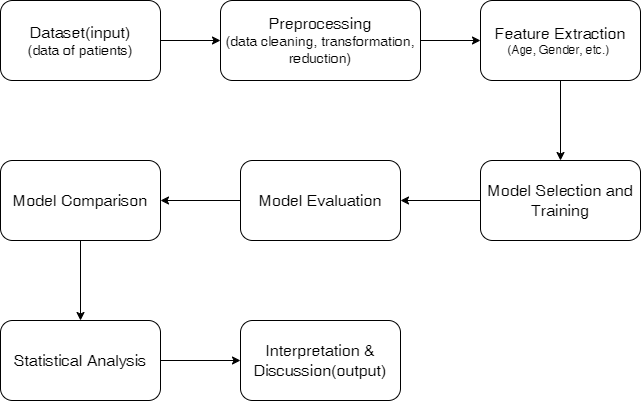 Dataset(input)
(data of patients)
Preprocessing
(data cleaning, transformation,
reduction)
Feature Extraction
(Age, Gender, etc.)
Model Selection and
Training
Model Evaluation
Model Comparison
Statistical Analysis
Interpretation &
Discussion(output)